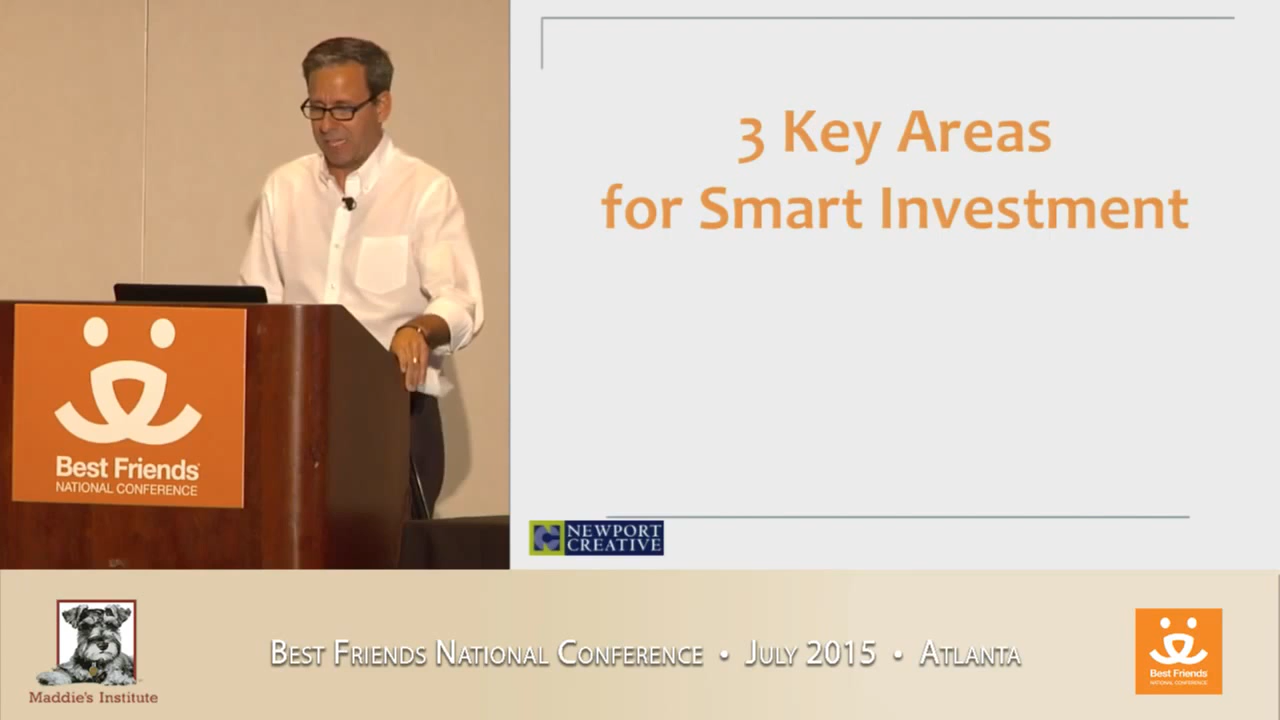 3 Key Areas
for Smart Investment
Best Friends
NATIONAL CONFERENCE
NEWPORT
CREATIVE
Maddie's Institute
BEST FRIENDS NATIONAL CONFERENCE • JULY 2015 • ATLANTA
Best Friends
NATIONAL CONFERENCE